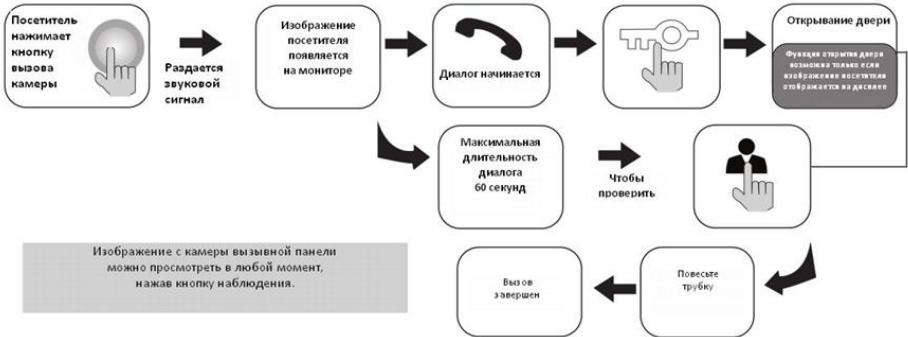 Посетитель
нажимает
кнопку
вызова
камеры
Раздается
звуковой
сигнал
Изображение
посетителя
появляется
на мониторе
Диалог начинается
Открывание двери
Функция открытия двери
возможна только если
изображение посетителя
отображается на дисплее
Максимальная
длительность
диалога
60 секунд
Чтобы
проверить
Изображение с камеры вызывной панели
можно просмотреть в любой момент,
нажав кнопку наблюдения.
Повесьте
трубку
Вызов
завершен